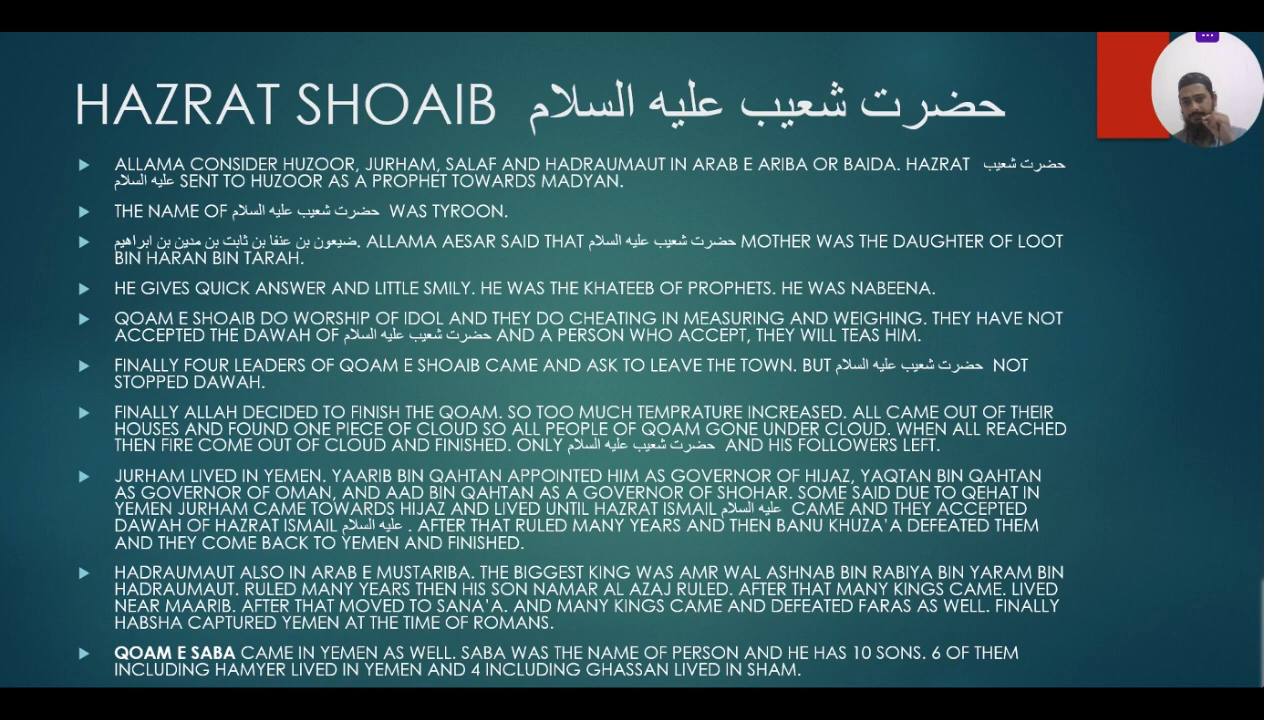 HAZRAT SHOAIB حضرت شعیب علیه السلام
ALLAMA CONSIDER HUZOOR, JURHAM, SALAF AND HADRAUMAUT IN ARAB E ARIBA OR BAIDA. HAZRAT حضرت شعیب
علیه السلام SENT TO HUZOOR AS A PROPHET TOWARDS MADYAN.
THE NAME OF حضرت شعیب علیه السلام WAS TYROON.
ضیعون بن عنفا بن ثابت بن مدین بن ابراهیم. ALLAMA AESAR SAID THAT حضرت شعیب علیه السلام MOTHER WAS THE DAUGHTER OF LOOT
BIN HARAN BIN TARAH.
HE GIVES QUICK ANSWER AND LITTLE SMILY. HE WAS THE KHATEEB OF PROPHETS. HE WAS NABEENA.
QOAM E SHOAIB DO WORSHIP OF IDOL AND THEY DO CHEATING IN MEASURING AND WEIGHING. THEY HAVE NOT
ACCEPTED THE DAWAH OF حضرت شعیب علیه السلام AND A PERSON WHO ACCEPT, THEY WILL TEAS HIM.
FINALLY FOUR LEADERS OF QOAM E SHOAIB CAME AND ASK TO LEAVE THE TOWN. BUT حضرت شعیب علیه السلام NOT
STOPPED DAWAH.
FINALLY ALLAH DECIDED TO FINISH THE QOAM. SO TOO MUCH TEMPRATURE INCREASED. ALL CAME OUT OF THEIR
HOUSES AND FOUND ONE PIECE OF CLOUD SO ALL PEOPLE OF QOAM GONE UNDER CLOUD. WHEN ALL REACHED
THEN FIRE COME OUT OF CLOUD AND FINISHED. ONLY حضرت شعیب علیه السلام AND HIS FOLLOWERS LEFT.
JURHAM LIVED IN YEMEN. YAARIB BIN QAHTAN APPOINTED HIM AS GOVERNOR OF HIJAZ, YAQTAN BIN QAHTAN
AS GOVERNOR OF OMAN, AND AAD BIN QAHTAN AS A GOVERNOR OF SHOHAR. SOME SAID DUE TO QEHAT IN
YEMEN JURHAM CAME TOWARDS HIJAZ AND LIVED UNTIL HAZRAT ISMAIL علیه السلام CAME AND THEY ACCEPTED
DAWAH OF HAZRAT ISMAIL علیه السلام . AFTER THAT RULED MANY YEARS AND THEN BANU KHUZA'A DEFEATED THEM
AND THEY COME BACK TO YEMEN AND FINISHED.
HADRAUMAUT ALSO IN ARAB E MUSTARIBA. THE BIGGEST KING WAS AMR WAL ASHNAB BIN RABIYA BIN YARAM BIN
HADRAUMAUT. RULED MANY YEARS THEN HIS SON NAMAR AL AZAJ RULED. AFTER THAT MANY KINGS CAME. LIVED
NEAR MAARIB. AFTER THAT MOVED TO SANA'A. AND MANY KINGS CAME AND DEFEATED FARAS AS WELL. FINALLY
HABSHA CAPTURED YEMEN AT THE TIME OF ROMANS.
QOAM E SABA CAME IN YEMEN AS WELL. SABA WAS THE NAME OF PERSON AND HE HAS 10 SONS. 6 OF THEM
INCLUDING HAMYER LIVED IN YEMEN AND 4 INCLUDING GHASSAN LIVED IN SHAM.